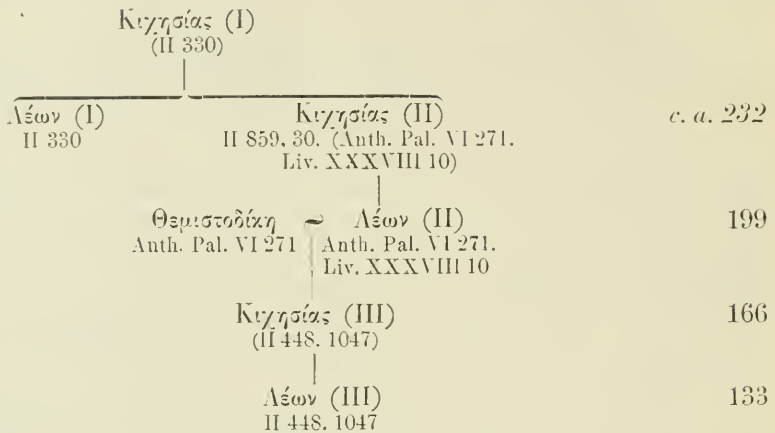 Κιχησίας (I)
(II 330)
Λέων (I) Κιχησίας (II) c. a. 232
II 330 II 859, 30. (Anth. Pal. VI 271.
Liv. XXXVIII 10)
Θεμιστοδίκη ~ Λέων (II) 199
Anth. Pal. VI 271 Anth. Pal. VI 271.
Liv. XXXVIII 10
Κιχησίας (III) 166
(II 448. 1047)
Λέων (III) 133
II 448. 1047